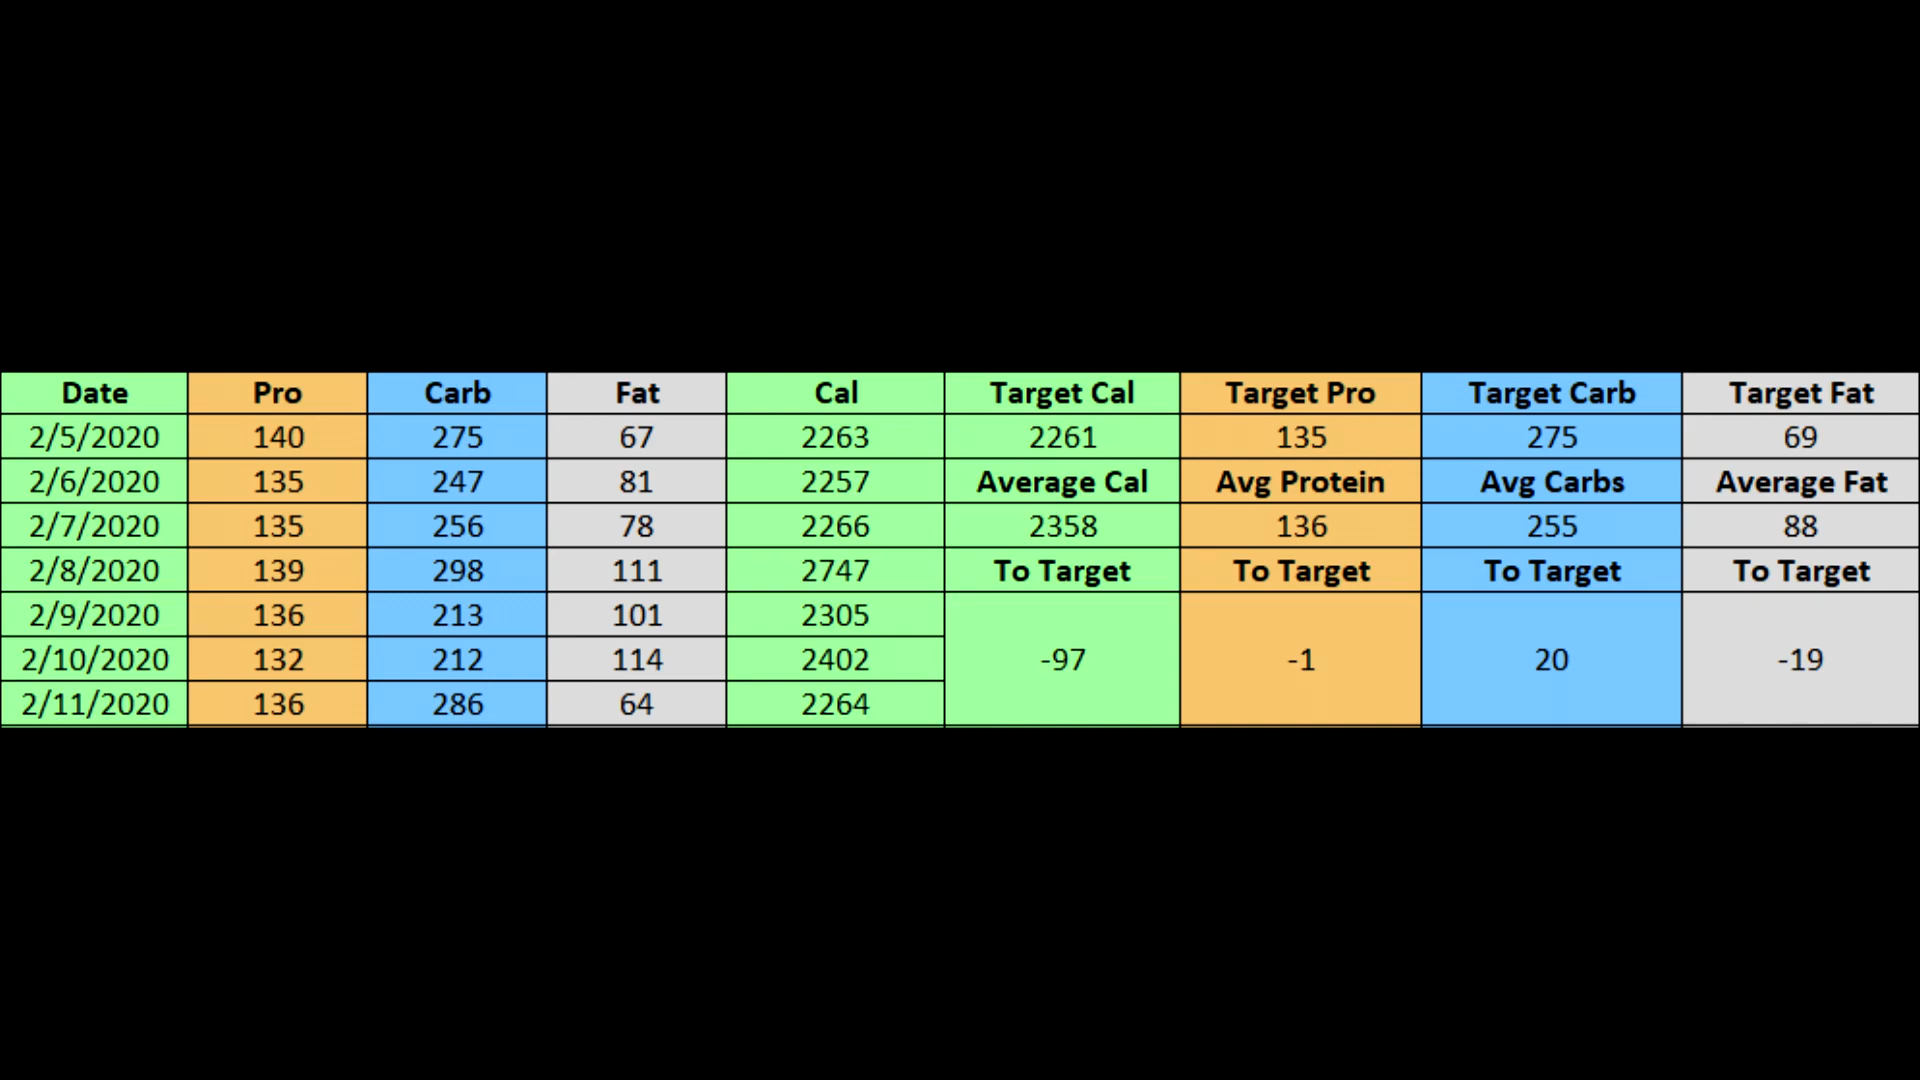 Date Pro Carb Fat Cal Target Cal Target Pro Target Carb Target Fat
2/5/2020 140 275 67 2263 2261 135 275 69
2/6/2020 135 247 81 2257 Average Cal Avg Protein Avg Carbs Average Fat
2/7/2020 135 256 78 2266 2358 136 255 88
2/8/2020 139 298 111 2747 To Target To Target To Target To Target
2/9/2020 136 213 101 2305
2/10/2020 132 212 114 2402 -97 -1 20 -19
2/11/2020 136 286 64 2264